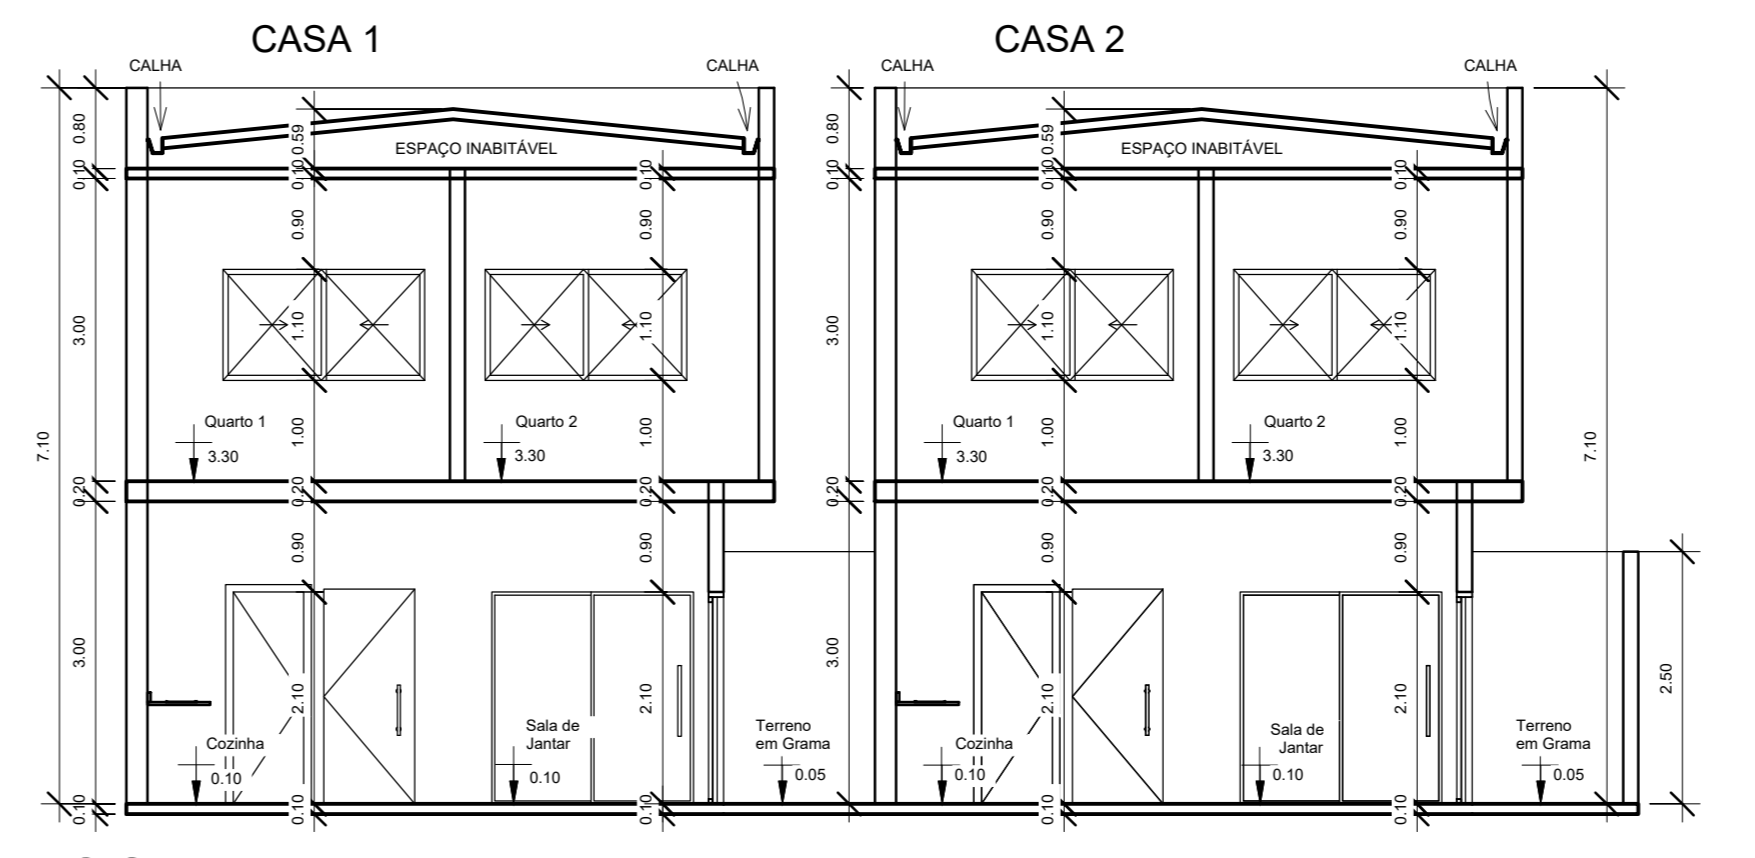 CASA 1
CASA 2
CALHA
CALHA
CALHA
CALHA
0.80
0.59
0.80
0.59
ESPAÇO INABITÁVEL
ESPAÇO INABITÁVEL
0.10
0.10
0.10
0.10
0.10
0.10
0.90
0.90
0.90
0.90
3.00
1.10
1.10
3.00
1.10
1.10
Quarto 1
Quarto 2
Quarto 1
Quarto 2
7.10
3.30
1.00
3.30
1.00
3.30
1.00
3.30
1.00
7.10
0.20
0.20
0.20
0.20
0.20
0.20
0.90
0.90
0.90
0.90
3.00
3.00
2.50
2.10
2.10
2.10
2.10
Cozinha
0.10
Sala de
Jantar
0.10
Terreno
em Grama
0.05
Cozinha
0.10
Sala de
Jantar
0.10
Terreno
em Grama
0.05
0.10
0.10
0.10
0.10
0.10